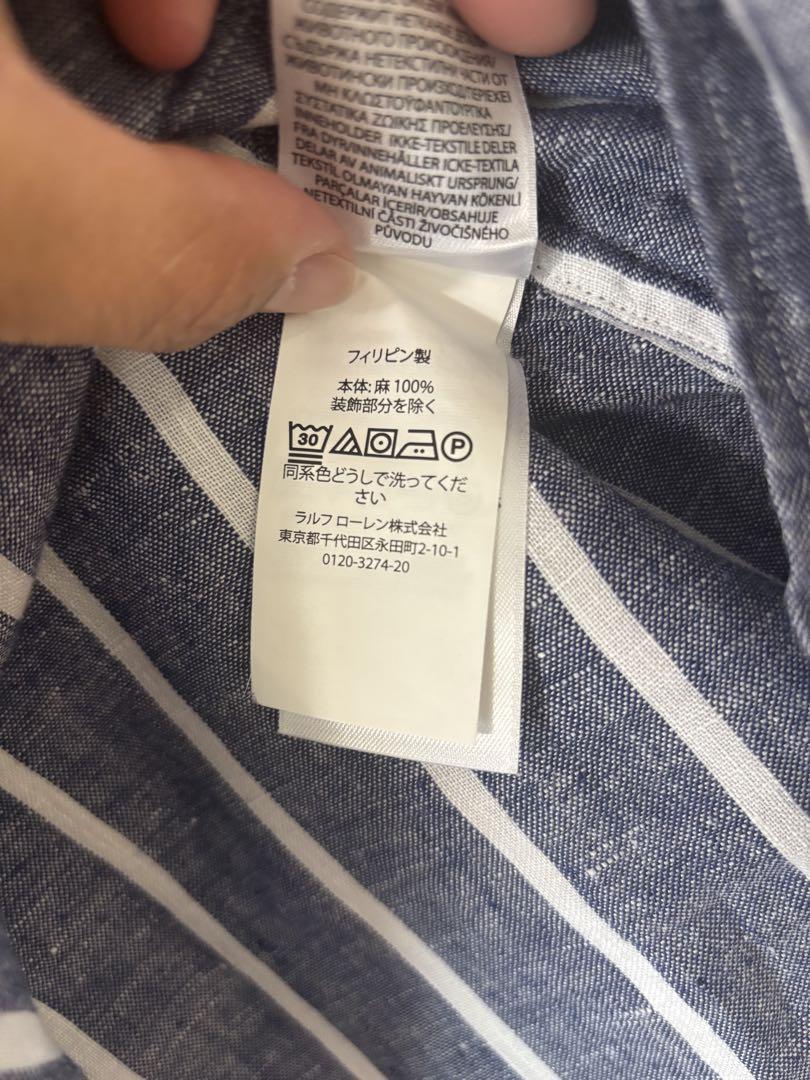 СОДЕРЖИТ НЕТКАНЕ
ЖИВОТНОГО ПРОИСХОЖДЕНИЯ/
СЪДЪРЖА НЕТЕКСТИЛНИ ЧАСТИ ОТ
ЖИВОТИНСКИ ПРОИЗХОД/ΠΕΡΙΕΧΕΙ
ΜΗ ΚΛΩΣΤΟΫΦΑΝΤΟΥΡΓΙΚΑ
ΣΥΣΤΑΤΙΚΑ ΖΩΙΚΗΣ ΠΡΟΕΛΕΥΣΗΣ/
INNEHOLDER IKKE-TEKSTILE DELER
FRA DYR/INNEHÅLLER ICKE-TEXTILA
DELAR AV ANIMALISKT URSPRUNG/
TEKSTİL OLMAYAN HAYVAN KÖKENLİ
PARÇALAR İÇERİR/OBSAHUJE
NETEXTILNÍ ČÁSTI ŽIVOČIŠNÉHO
PŮVODU
フィリピン製
本体: 麻 100%
装飾部分を除く
30 P
同系色どうしで洗ってくだ
さい
ラルフ ローレン株式会社
東京都千代田区永田町2-10-1
0120-3274-20